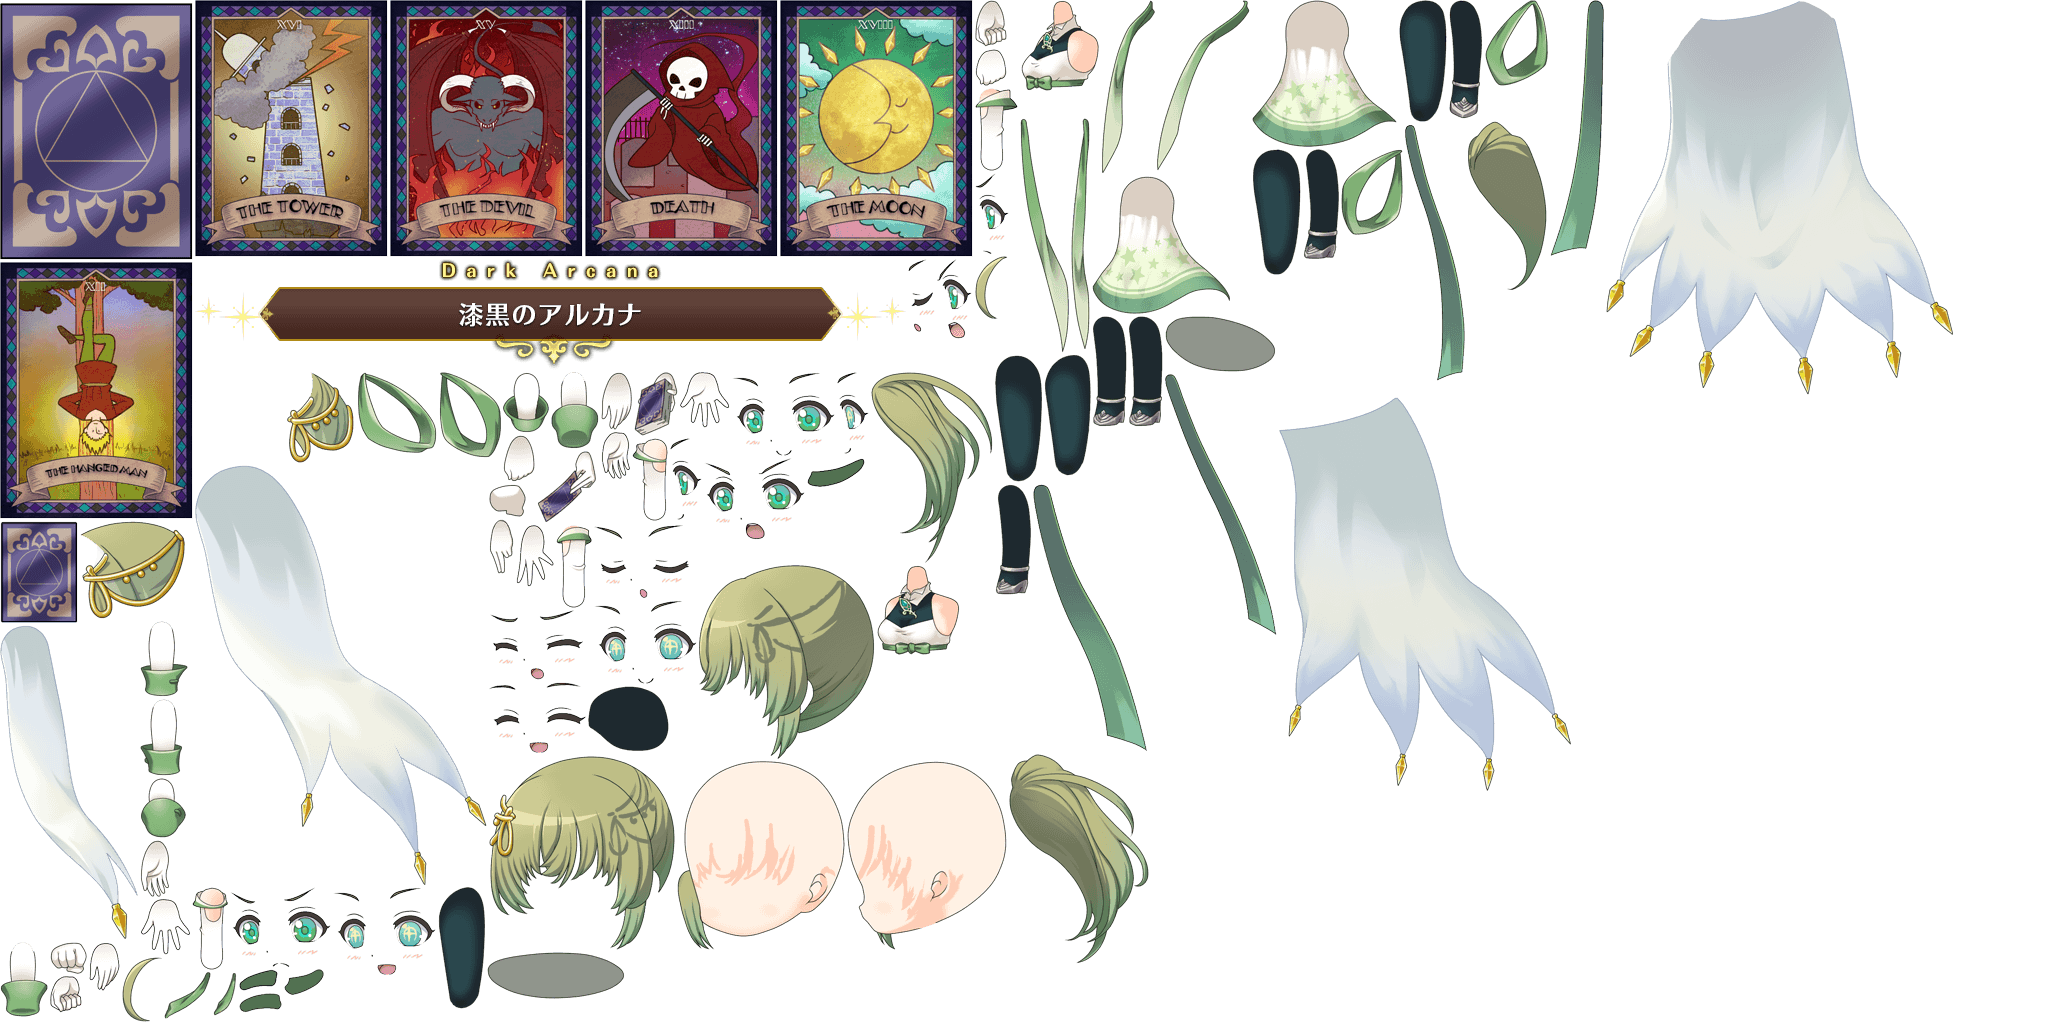 XVI
THE TOWER
XV
THE DEVIL
XIII
DEATH
XVIII
THE MOON
XII
THE HANGED MAN
Dark Arcana
漆黒のアルカナ